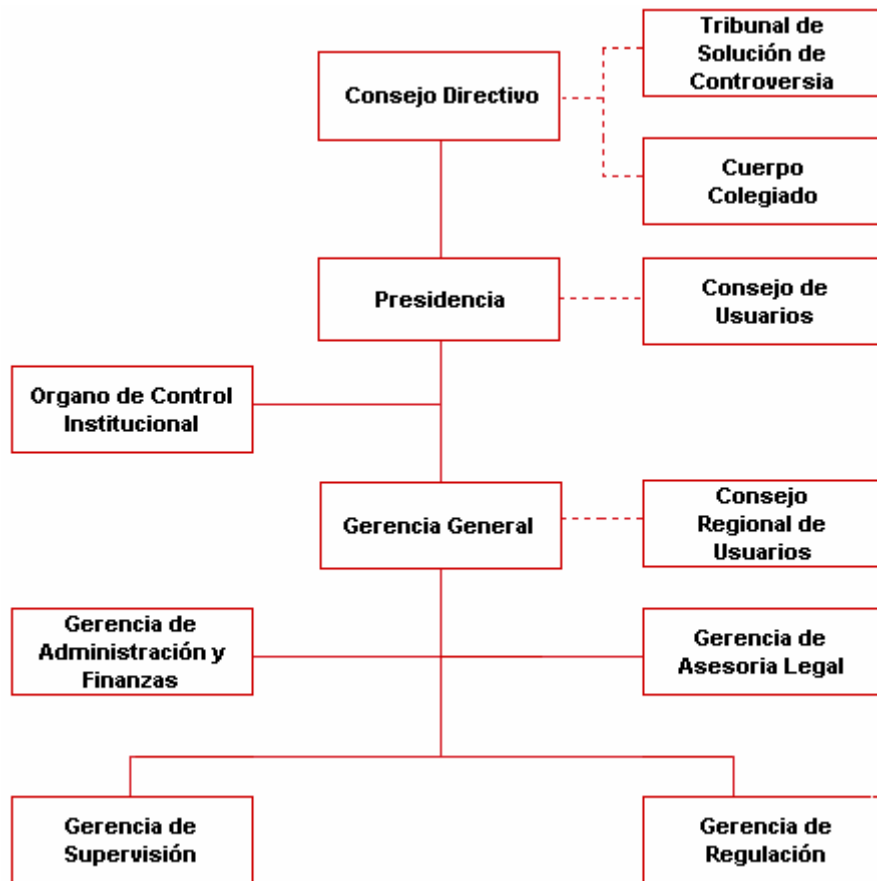 Tribunal de
Solución de
Controversia
Consejo Directivo
Cuerpo
Colegiado
Presidencia
Consejo de
Usuarios
Organo de Control
Institucional
Gerencia General
Consejo
Regional de
Usuarios
Gerencia de
Administración y
Finanzas
Gerencia de
Asesoria Legal
Gerencia de
Supervisión
Gerencia de
Regulación